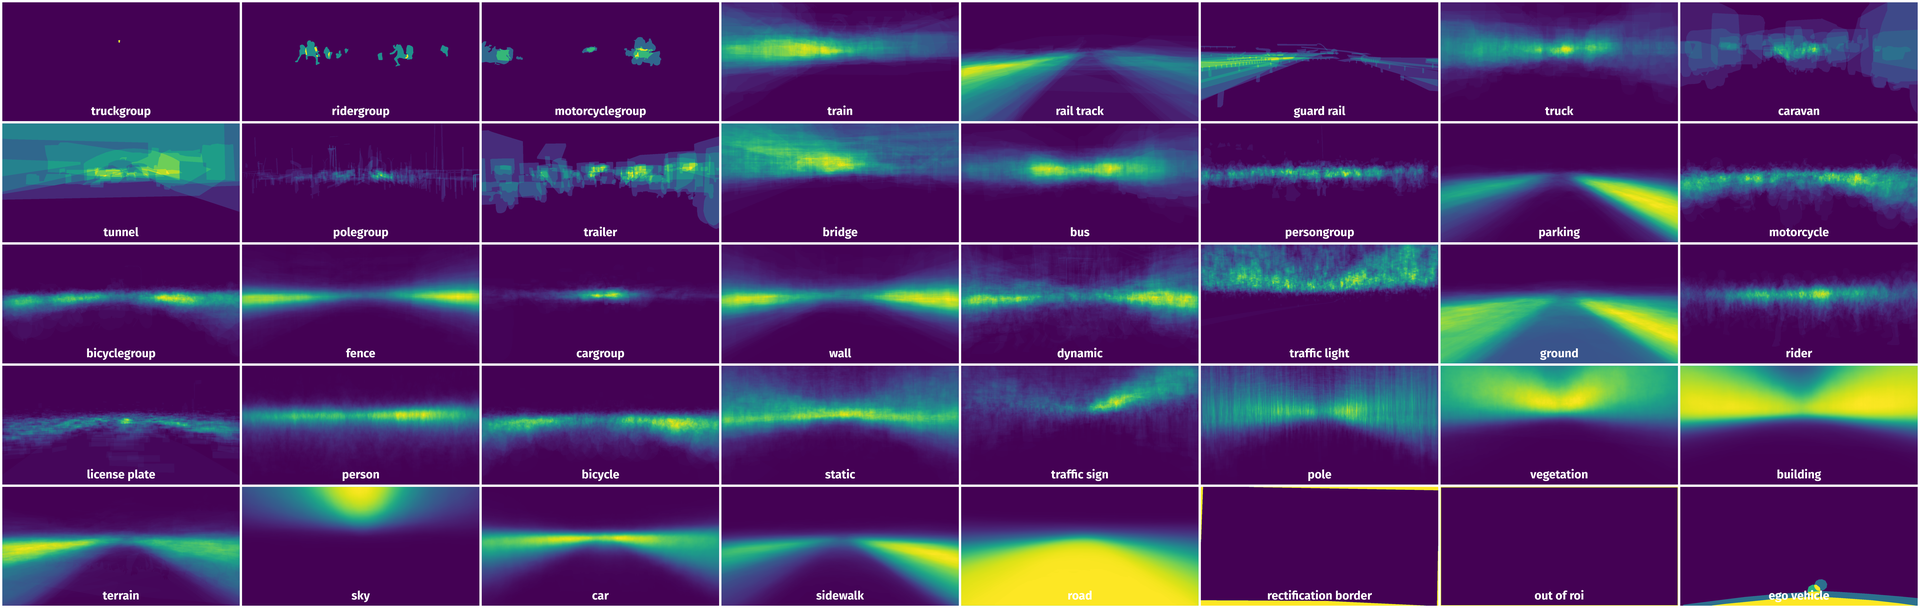 truckgroup
ridergroup
motorcyclegroup
train
rail track
guard rail
truck
caravan
tunnel
polegroup
trailer
bridge
bus
persongroup
parking
motorcycle
bicyclegroup
fence
cargroup
wall
dynamic
traffic light
ground
rider
license plate
person
bicycle
static
traffic sign
pole
vegetation
building
terrain
sky
car
sidewalk
road
rectification border
out of roi
ego vehicle